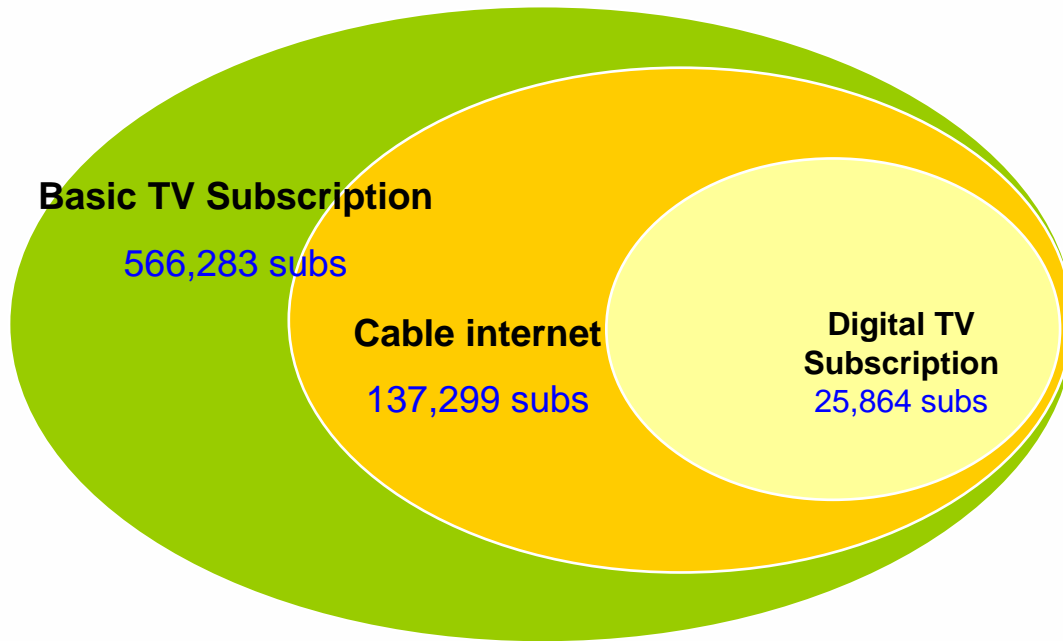 Basic TV Subscription
566,283 subs
Cable internet
137,299 subs
Digital TV
Subscription
25,864 subs